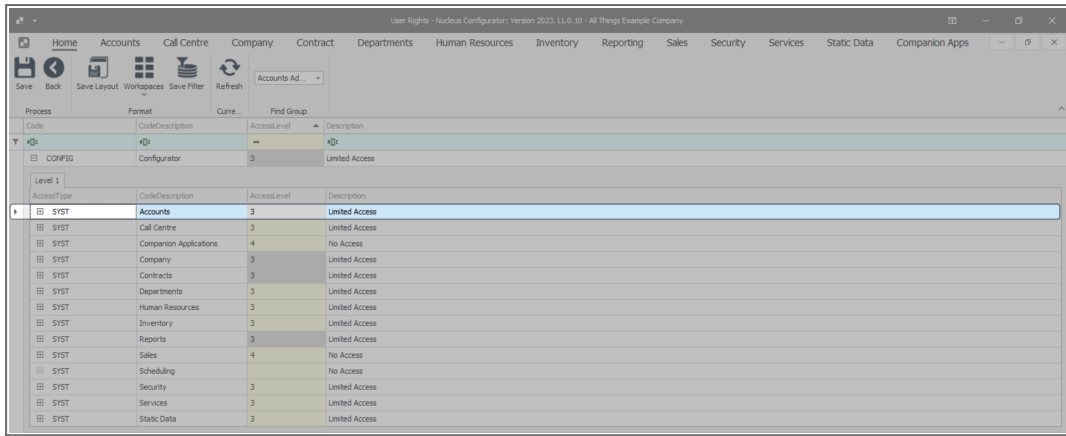 User Rights - Nucleus Configurator: Version 2023.11.0.10 - All Things Example Company
Home Accounts Call Centre Company Contract Departments Human Resources Inventory Reporting Sales Security Services Static Data Companion Apps
Save Back Save Layout Workspaces Save Filter Refresh Accounts Ad...
Process Format Curre... Find Group
Code CodeDescription AccessLevel Description
CONFIG Configurator 3 Limited Access
Level 1
AccessType CodeDescription AccessLevel Description
SYST Accounts 3 Limited Access
SYST Call Centre 3 Limited Access
SYST Companion Applications 4 No Access
SYST Company 3 Limited Access
SYST Contracts 3 Limited Access
SYST Departments 3 Limited Access
SYST Human Resources 3 Limited Access
SYST Inventory 3 Limited Access
SYST Reports 3 Limited Access
SYST Sales 4 No Access
SYST Scheduling No Access
SYST Security 3 Limited Access
SYST Services 3 Limited Access
SYST Static Data 3 Limited Access